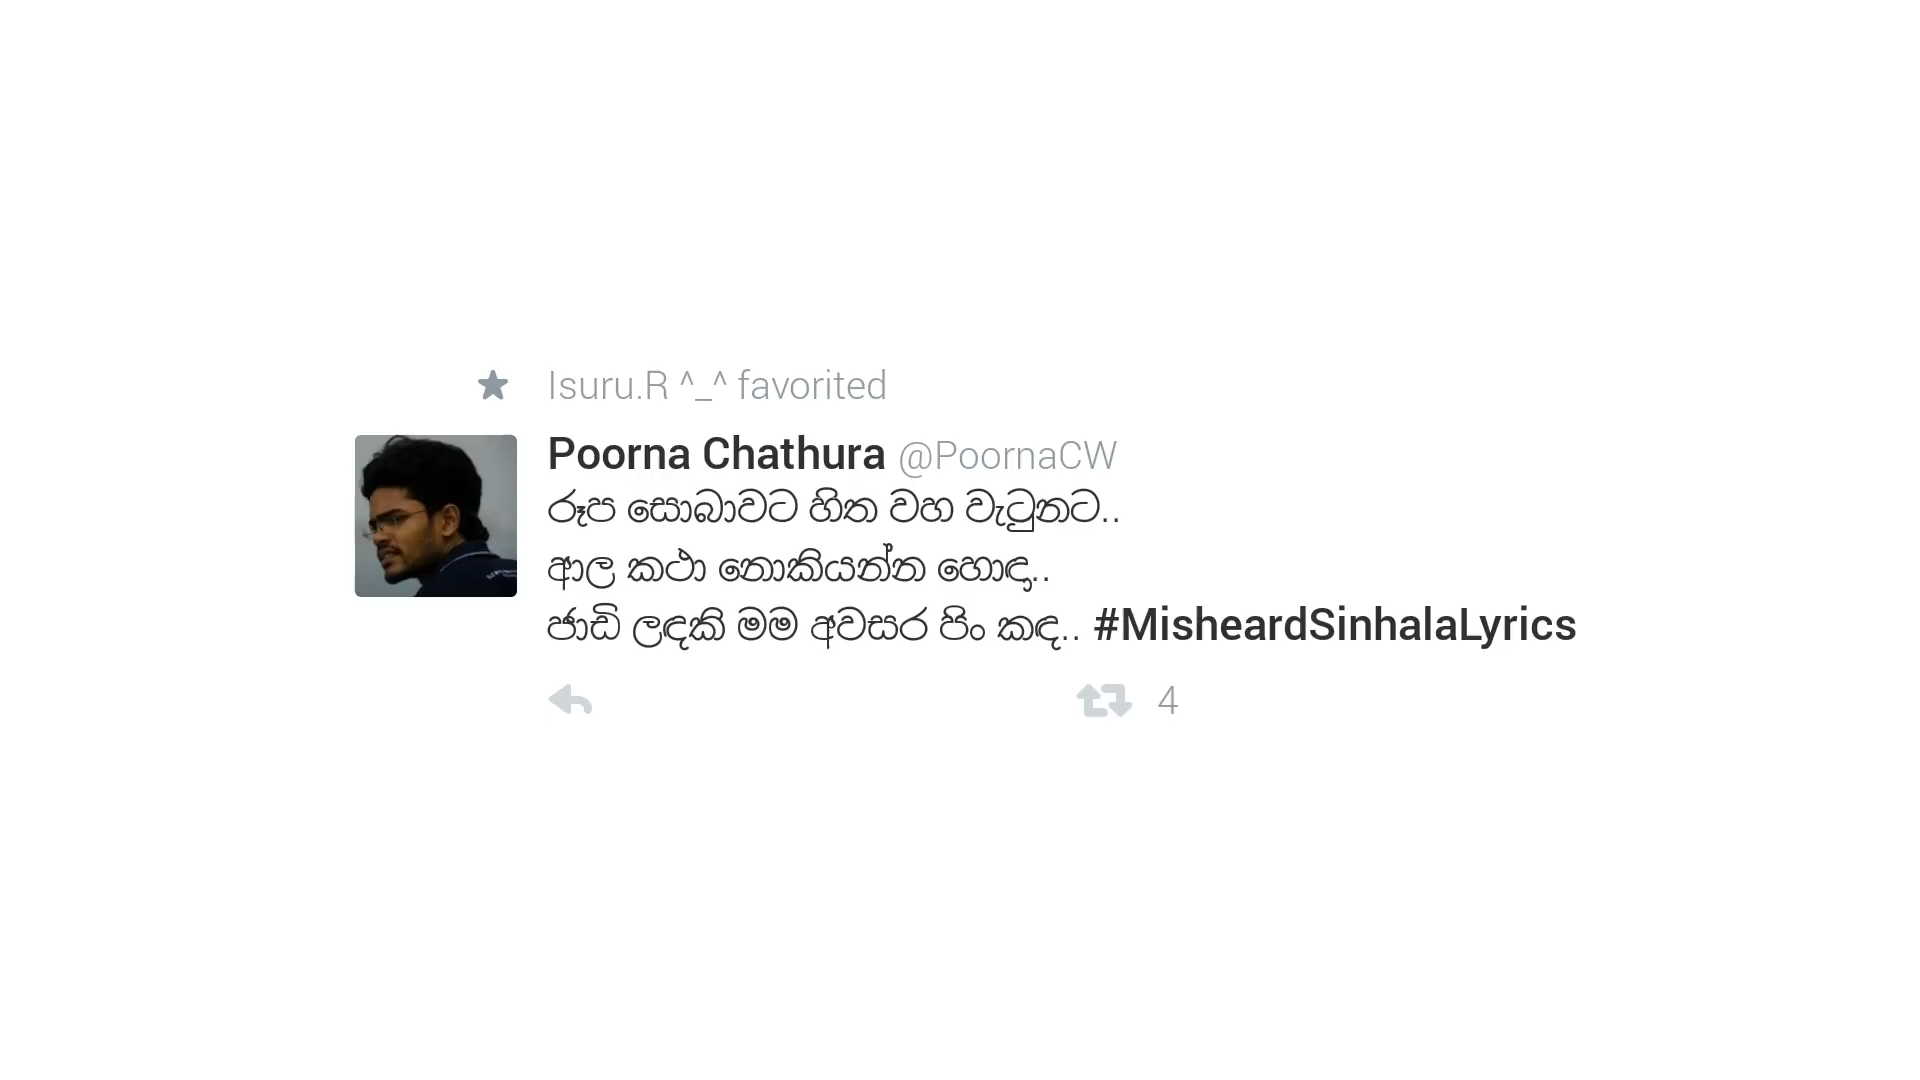 Isuru.R ^_^ favorited
Poorna Chathura @PoornaCW
රූප සොබාවට හිත වහ වැටුනට..
ආල කථා නොකියන්න හොඳා..
ජාඩි ලඳකි මම අවසර පිං කඳ.. #MisheardSinhalaLyrics
4